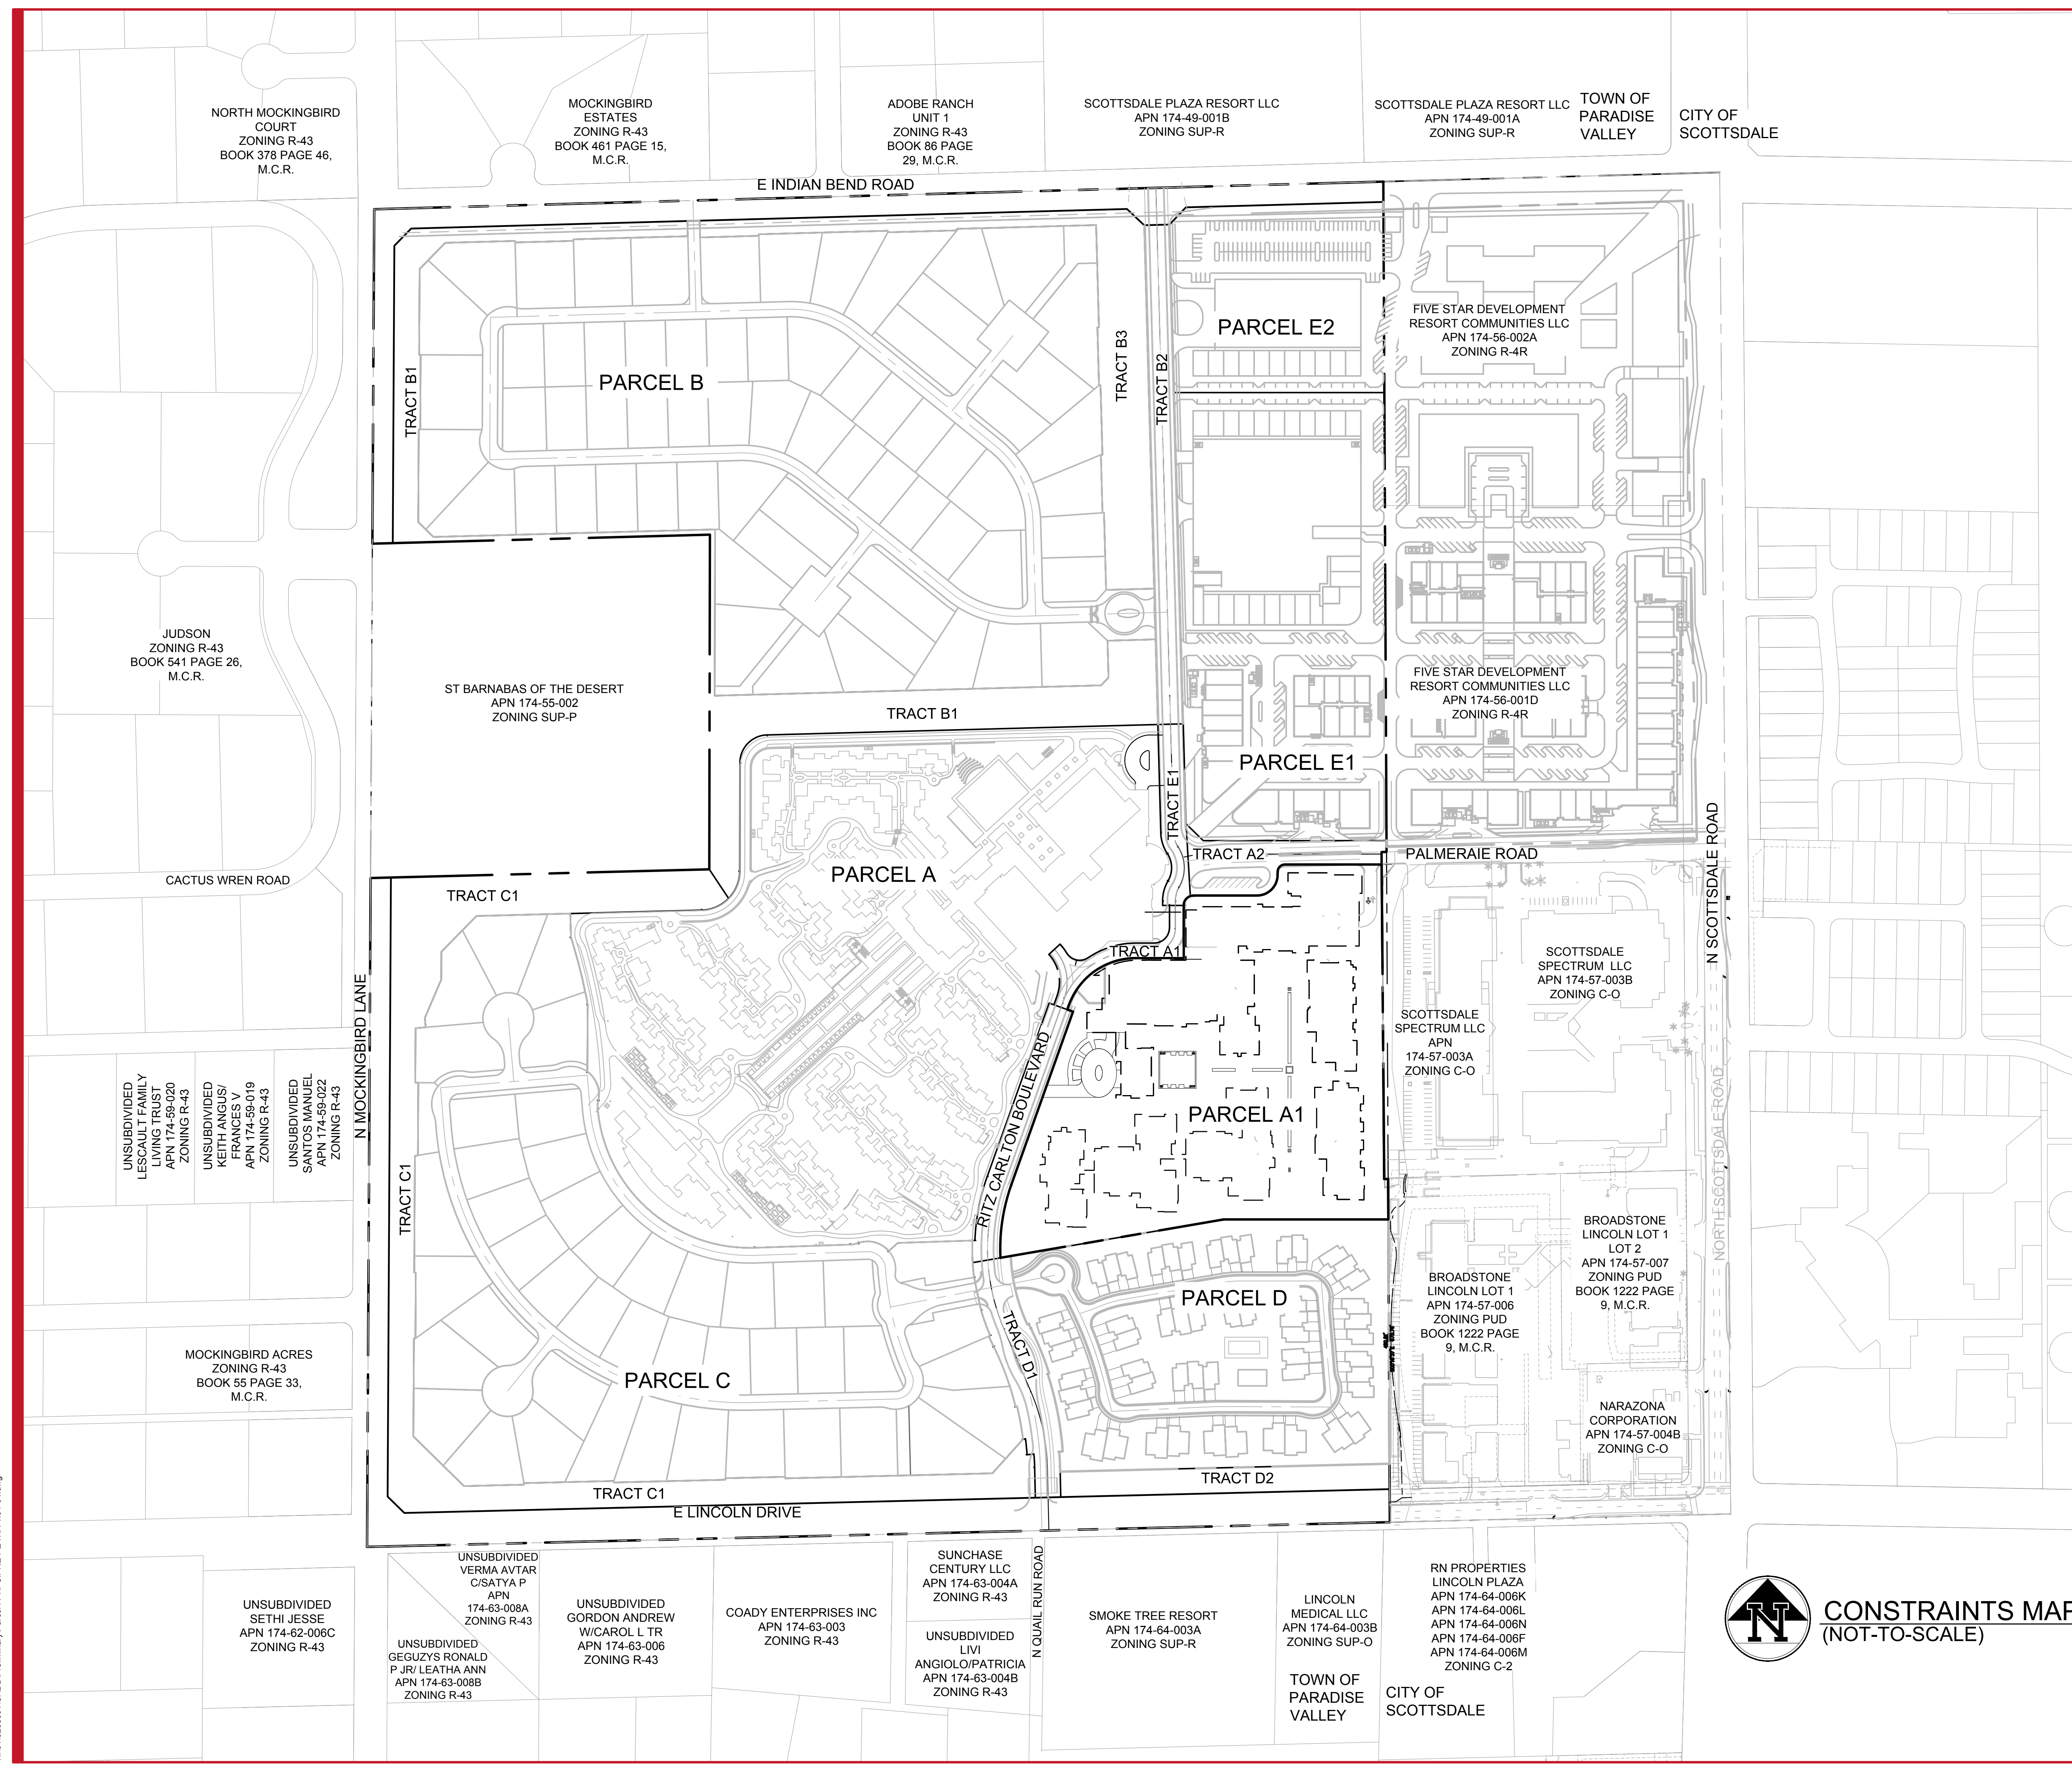 NORTH MOCKINGBIRD
COURT
ZONING R-43
BOOK 378 PAGE 46,
M.C.R.
MOCKINGBIRD
ESTATES
ZONING R-43
BOOK 461 PAGE 15,
M.C.R.
ADOBE RANCH
UNIT 1
ZONING R-43
BOOK 86 PAGE
29, M.C.R.
SCOTTSDALE PLAZA RESORT LLC
APN 174-49-001B
ZONING SUP-R
SCOTTSDALE PLAZA RESORT LLC
APN 174-49-001A
ZONING SUP-R
TOWN OF
PARADISE
VALLEY
CITY OF
SCOTTSDALE
E INDIAN BEND ROAD
PARCEL B
TRACT B1
TRACT B3
TRACT B2
PARCEL E2
FIVE STAR DEVELOPMENT
RESORT COMMUNITIES LLC
APN 174-56-002A
ZONING R-4R
JUDSON
ZONING R-43
BOOK 541 PAGE 26,
M.C.R.
ST BARNABAS OF THE DESERT
APN 174-55-002
ZONING SUP-P
TRACT B1
FIVE STAR DEVELOPMENT
RESORT COMMUNITIES LLC
APN 174-56-001D
ZONING R-4R
PARCEL E1
TRACT E1
N SCOTTSDALE ROAD
PARCEL A
TRACT A2
PALMERAIE ROAD
CACTUS WREN ROAD
TRACT C1
TRACT A1
SCOTTSDALE
SPECTRUM LLC
APN 174-57-003B
ZONING C-O
SCOTTSDALE
SPECTRUM LLC
APN
174-57-003A
ZONING C-O
N MOCKINGBIRD LANE
RITZ CARLTON BOULEVARD
PARCEL A1
UNSUBDIVIDED
LESCAULT FAMILY
LIVING TRUST
APN 174-59-020
ZONING R-43
UNSUBDIVIDED
KEITH ANGUS/
FRANCES V
APN 174-59-019
ZONING R-43
UNSUBDIVIDED
SANTOS MANUEL
APN 174-59-022
ZONING R-43
TRACT C1
NORTH SCOTTSDALE ROAD
BROADSTONE
LINCOLN LOT 1
LOT 2
APN 174-57-007
ZONING PUD
BOOK 1222 PAGE
9, M.C.R.
BROADSTONE
LINCOLN LOT 1
APN 174-57-006
ZONING PUD
BOOK 1222 PAGE
9, M.C.R.
PARCEL D
TRACT D1
MOCKINGBIRD ACRES
ZONING R-43
BOOK 55 PAGE 33,
M.C.R.
PARCEL C
NARAZONA
CORPORATION
APN 174-57-004B
ZONING C-O
TRACT D2
TRACT C1
E LINCOLN DRIVE
UNSUBDIVIDED
SETHI JESSE
APN 174-62-006C
ZONING R-43
UNSUBDIVIDED
VERMA AVTAR
C/SATYA P
APN
174-63-008A
ZONING R-43
UNSUBDIVIDED
GEGUZYS RONALD
P JR/ LEATHA ANN
APN 174-63-008B
ZONING R-43
UNSUBDIVIDED
GORDON ANDREW
W/CAROL L TR
APN 174-63-006
ZONING R-43
COADY ENTERPRISES INC
APN 174-63-003
ZONING R-43
SUNCHASE
CENTURY LLC
APN 174-63-004A
ZONING R-43
UNSUBDIVIDED
LIVI
ANGIOLO/PATRICIA
APN 174-63-004B
ZONING R-43
N QUAIL RUN ROAD
SMOKE TREE RESORT
APN 174-64-003A
ZONING SUP-R
LINCOLN
MEDICAL LLC
APN 174-64-003B
ZONING SUP-O
RN PROPERTIES
LINCOLN PLAZA
APN 174-64-006K
APN 174-64-006L
APN 174-64-006N
APN 174-64-006F
APN 174-64-006M
ZONING C-2
TOWN OF
PARADISE
VALLEY
CITY OF
SCOTTSDALE
N
CONSTRAINTS MAP
(NOT-TO-SCALE)